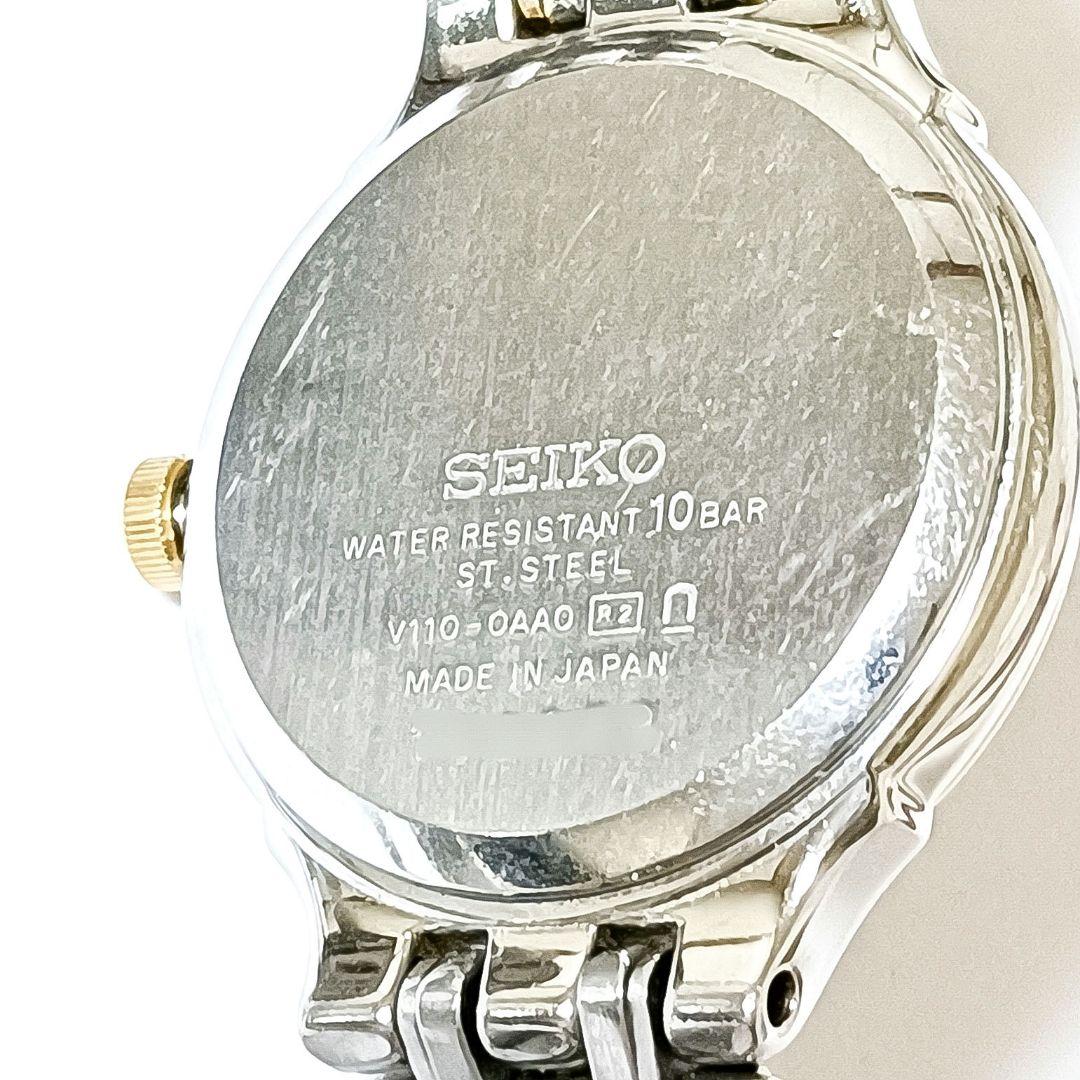 SEIKO
WATER RESISTANT 10 BAR
ST. STEEL
V110-0AA0 R2
MADE IN JAPAN